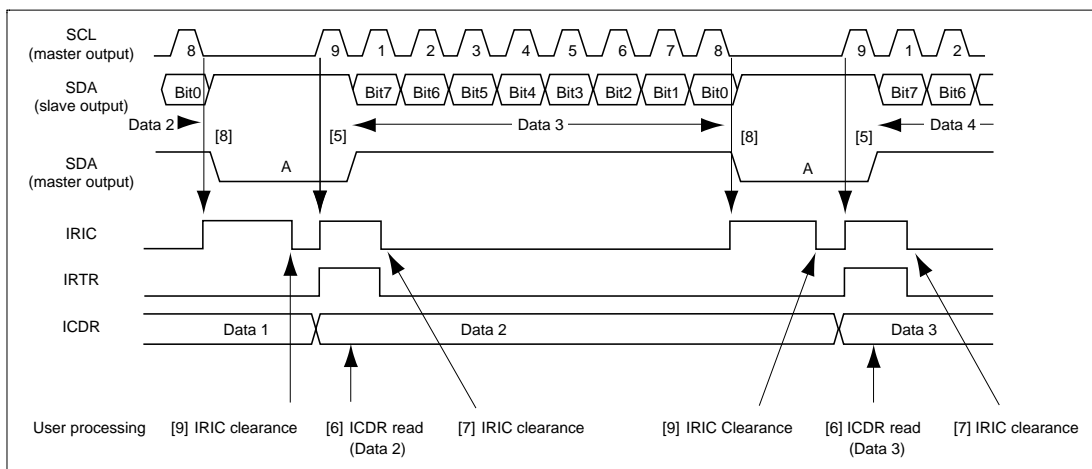 SCL
(master output)
8 9 1 2 3 4 5 6 7 8 9 1 2
SDA
(slave output)
Bit0 Bit7 Bit6 Bit5 Bit4 Bit3 Bit2 Bit1 Bit0 Bit7 Bit6
Data 2 [8] [5] Data 3 [8] [5] Data 4
SDA
(master output)
A A
IRIC
IRTR
ICDR
Data 1 Data 2 Data 3
User processing [9] IRIC clearance [6] ICDR read [7] IRIC clearance [9] IRIC Clearance [6] ICDR read [7] IRIC clearance
(Data 2) (Data 3)